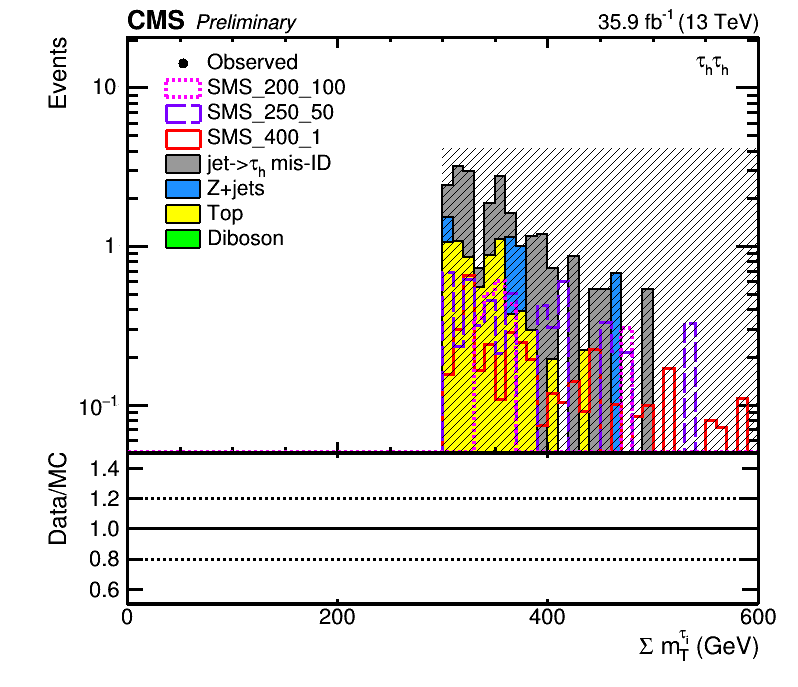 CMS Preliminary 35.9 fb⁻¹ (13 TeV)
Events
τₕτₕ
Observed
SMS_200_100
SMS_250_50
SMS_400_1
jet->τₕ mis-ID
Z+jets
Top
Diboson
10
1
10⁻¹
Data/MC
1.4
1.2
1.0
0.8
0.6
0 200 400 600
Σ m_T^{τ_i} (GeV)